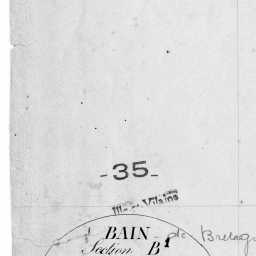 -35-
Ille-et-Vilaine
BAIN - de Bretagne
Section B¹